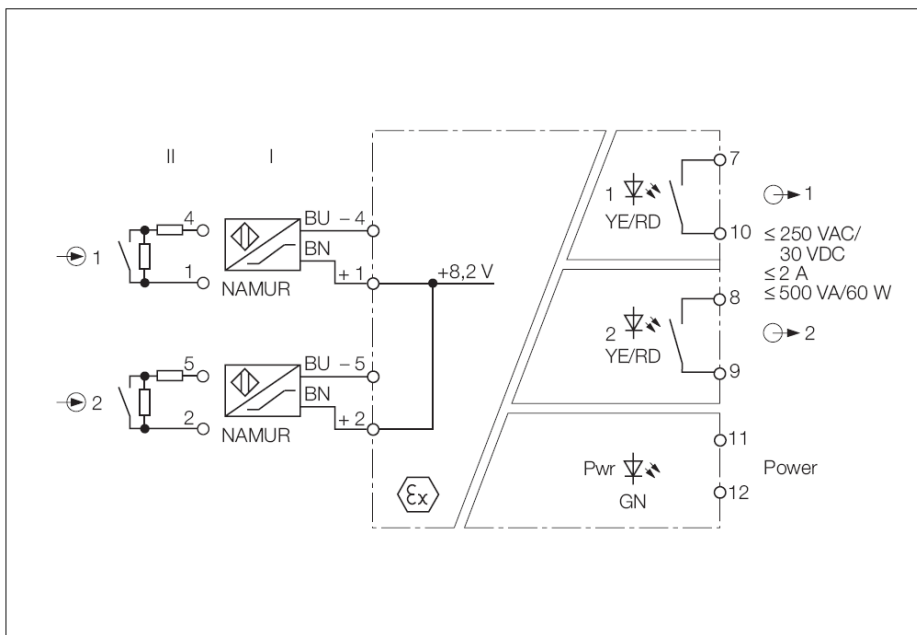 II I
4
1
1
NAMUR
BU – 4
BN
+ 1
+8,2 V
5
2
2
NAMUR
BU – 5
BN
+ 2
Ex
1
YE/RD
7
10
1
≤ 250 VAC/
30 VDC
≤ 2 A
≤ 500 VA/60 W
2
YE/RD
8
9
2
Pwr
GN
11
12
Power